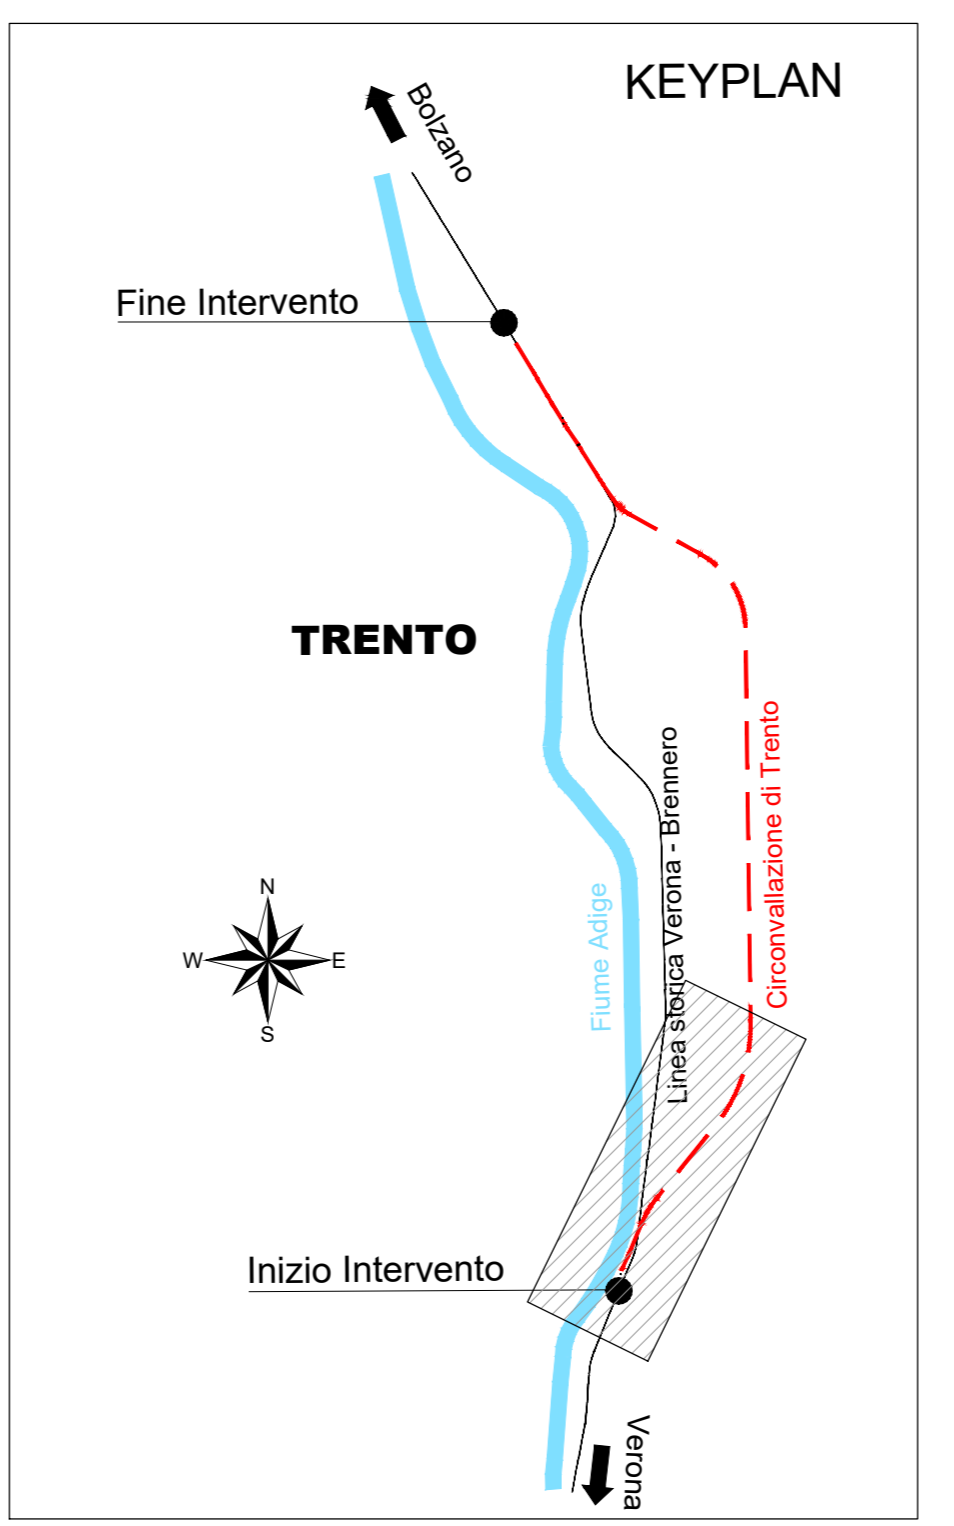 KEYPLAN
Bolzano
Fine Intervento
TRENTO
Circonvallazione di Trento
Linea storica Verona - Brennero
Fiume Adige
N
W
E
S
Inizio Intervento
Verona